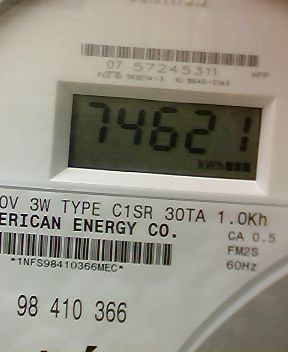 07 57245311
HPP
74621
kWh
0V 3W TYPE C1SR 30TA 1.0Kh
ERICAN ENERGY CO.
CA 0.5
FM2S
60Hz
*1NFS98410366MEC*
98 410 366